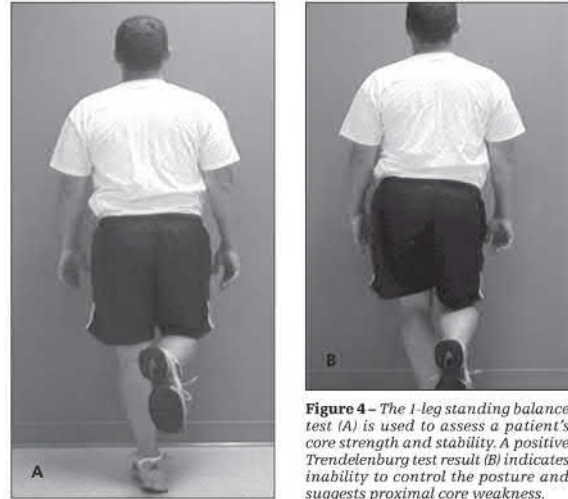 A
B
Figure 4 – The 1-leg standing balance
test (A) is used to assess a patient's
core strength and stability. A positive
Trendelenburg test result (B) indicates
inability to control the posture and
suggests proximal core weakness.